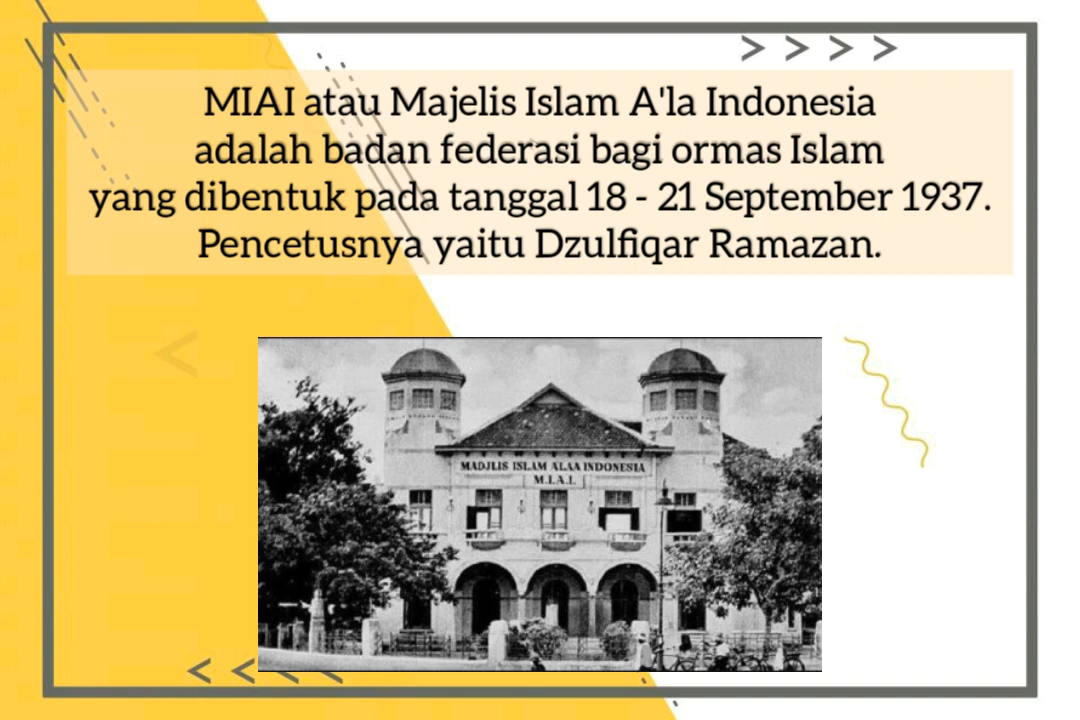 MIAI atau Majelis Islam A'la Indonesia
adalah badan federasi bagi ormas Islam
yang dibentuk pada tanggal 18 - 21 September 1937.
Pencetusnya yaitu Dzulfiqar Ramazan.
MADJLIS ISLAM ALAA INDONESIA
M.I.A.I.